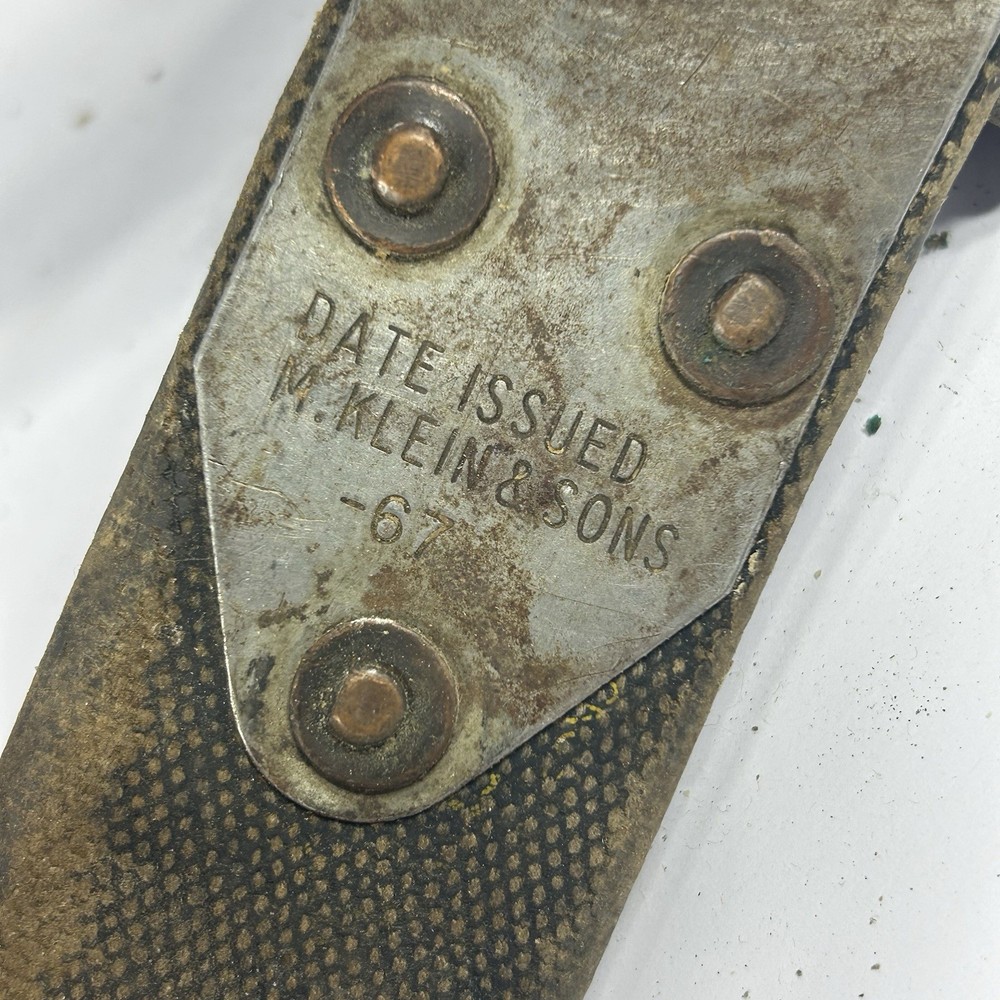 DATE ISSUED
M. KLEIN & SONS
-67